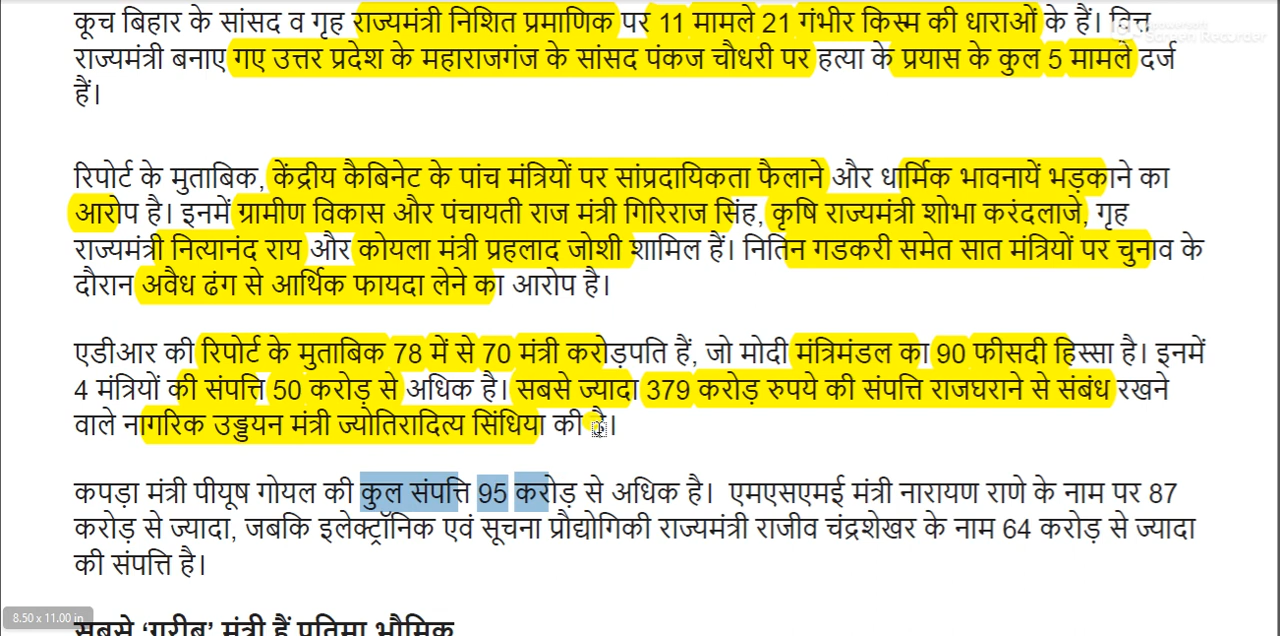 कूच बिहार के सांसद व गृह राज्यमंत्री निशित प्रमाणिक पर 11 मामले 21 गंभीर किस्म की धाराओं के हैं। वित्त
Screen Recorder
राज्यमंत्री बनाए गए उत्तर प्रदेश के महाराजगंज के सांसद पंकज चौधरी पर हत्या के प्रयास के कुल 5 मामले दर्ज
हैं।
रिपोर्ट के मुताबिक, केंद्रीय कैबिनेट के पांच मंत्रियों पर सांप्रदायिकता फैलाने और धार्मिक भावनायें भड़काने का
आरोप है। इनमें ग्रामीण विकास और पंचायती राज मंत्री गिरिराज सिंह, कृषि राज्यमंत्री शोभा करंदलाजे, गृह
राज्यमंत्री नित्यानंद राय और कोयला मंत्री प्रहलाद जोशी शामिल हैं। नितिन गडकरी समेत सात मंत्रियों पर चुनाव के
दौरान अवैध ढंग से आर्थिक फायदा लेने का आरोप है।
एडीआर की रिपोर्ट के मुताबिक 78 में से 70 मंत्री करोड़पति हैं, जो मोदी मंत्रिमंडल का 90 फीसदी हिस्सा है। इनमें
4 मंत्रियों की संपत्ति 50 करोड़ से अधिक है। सबसे ज्यादा 379 करोड़ रुपये की संपत्ति राजघराने से संबंध रखने
वाले नागरिक उड्डयन मंत्री ज्योतिरादित्य सिंधिया की है।
कपड़ा मंत्री पीयूष गोयल की कुल संपत्ति 95 करोड़ से अधिक है। एमएसएमई मंत्री नारायण राणे के नाम पर 87
करोड़ से ज्यादा, जबकि इलेक्ट्रॉनिक एवं सूचना प्रौद्योगिकी राज्यमंत्री राजीव चंद्रशेखर के नाम 64 करोड़ से ज्यादा
की संपत्ति है।
8.50 x 11.00 in
सबसे ‘गरीब’ मंत्री हैं प्रतिमा भौमिक